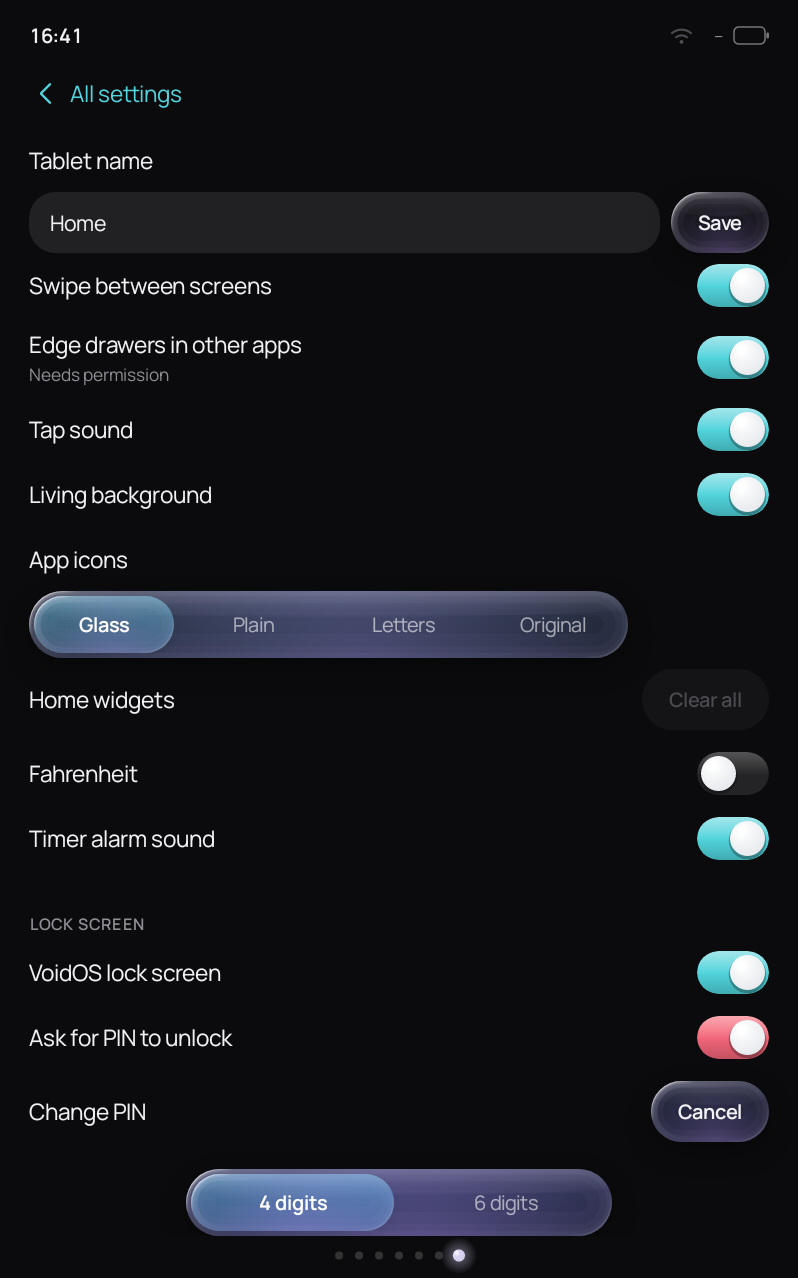 16:41
–
All settings
Tablet name
Home
Save
Swipe between screens
Edge drawers in other apps
Needs permission
Tap sound
Living background
App icons
Glass Plain Letters Original
Home widgets
Clear all
Fahrenheit
Timer alarm sound
LOCK SCREEN
VoidOS lock screen
Ask for PIN to unlock
Change PIN
Cancel
4 digits 6 digits